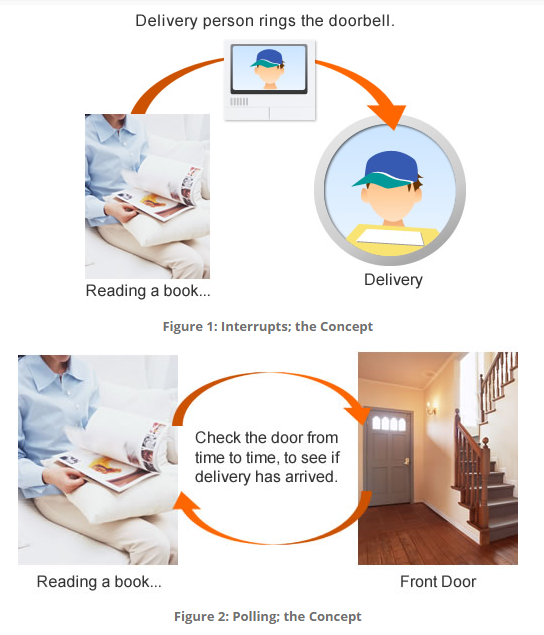 Delivery person rings the doorbell.
Reading a book...
Delivery
Figure 1: Interrupts; the Concept
Check the door from
time to time, to see if
delivery has arrived.
Reading a book...
Front Door
Figure 2: Polling; the Concept